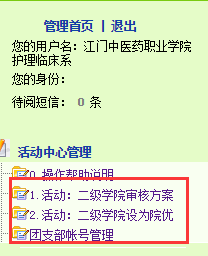 管理首页 | 退出
您的用户名：江门中医药职业学院
护理临床系
您的身份：
待阅短信： 0 条
活动中心管理
0.操作帮助说明
1.活动：二级学院审核方案
2.活动：二级学院设为院优
团支部帐号管理